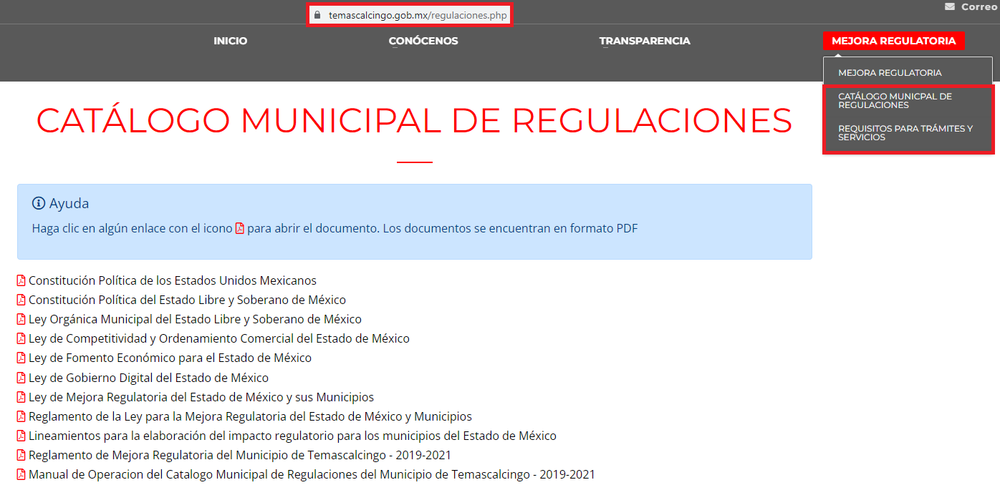 Correo
temascalcingo.gob.mx/regulaciones.php
INICIO
CONÓCENOS
TRANSPARENCIA
MEJORA REGULATORIA
MEJORA REGULATORIA
CATÁLOGO MUNICPAL DE
REGULACIONES
REQUISITOS PARA TRÁMITES Y
SERVICIOS
CATÁLOGO MUNICIPAL DE REGULACIONES
Ayuda
Haga clic en algún enlace con el icono para abrir el documento. Los documentos se encuentran en formato PDF
Constitución Política de los Estados Unidos Mexicanos
Constitución Política del Estado Libre y Soberano de México
Ley Orgánica Municipal del Estado Libre y Soberano de México
Ley de Competitividad y Ordenamiento Comercial del Estado de México
Ley de Fomento Económico para el Estado de México
Ley de Gobierno Digital del Estado de México
Ley de Mejora Regulatoria del Estado de México y sus Municipios
Reglamento de la Ley para la Mejora Regulatoria del Estado de México y Municipios
Lineamientos para la elaboración del impacto regulatorio para los municipios del Estado de México
Reglamento de Mejora Regulatoria del Municipio de Temascalcingo - 2019-2021
Manual de Operacion del Catalogo Municipal de Regulaciones del Municipio de Temascalcingo - 2019-2021